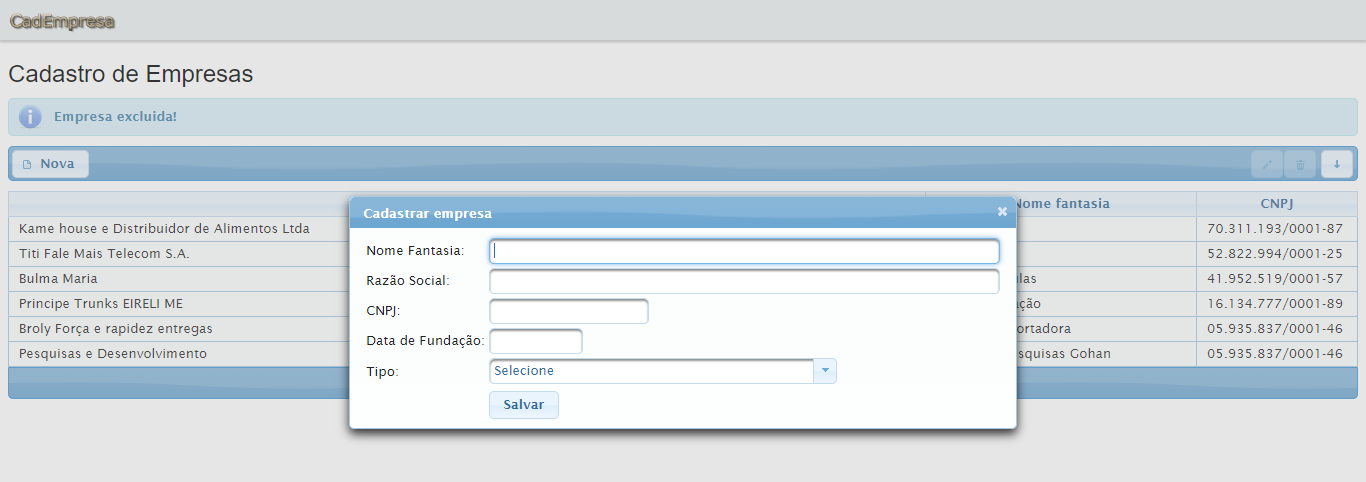 CadEmpresa
Cadastro de Empresas
Empresa excluida!
Nova
Nome fantasia CNPJ
Kame house e Distribuidor de Alimentos Ltda 70.311.193/0001-87
Titi Fale Mais Telecom S.A. 52.822.994/0001-25
Bulma Maria 41.952.519/0001-57
Principe Trunks EIRELI ME 16.134.777/0001-89
Broly Força e rapidez entregas 05.935.837/0001-46
Pesquisas e Desenvolvimento Gohan 05.935.837/0001-46
Cadastrar empresa
Nome Fantasia:
Razão Social:
CNPJ:
Data de Fundação:
Tipo: Selecione
Salvar